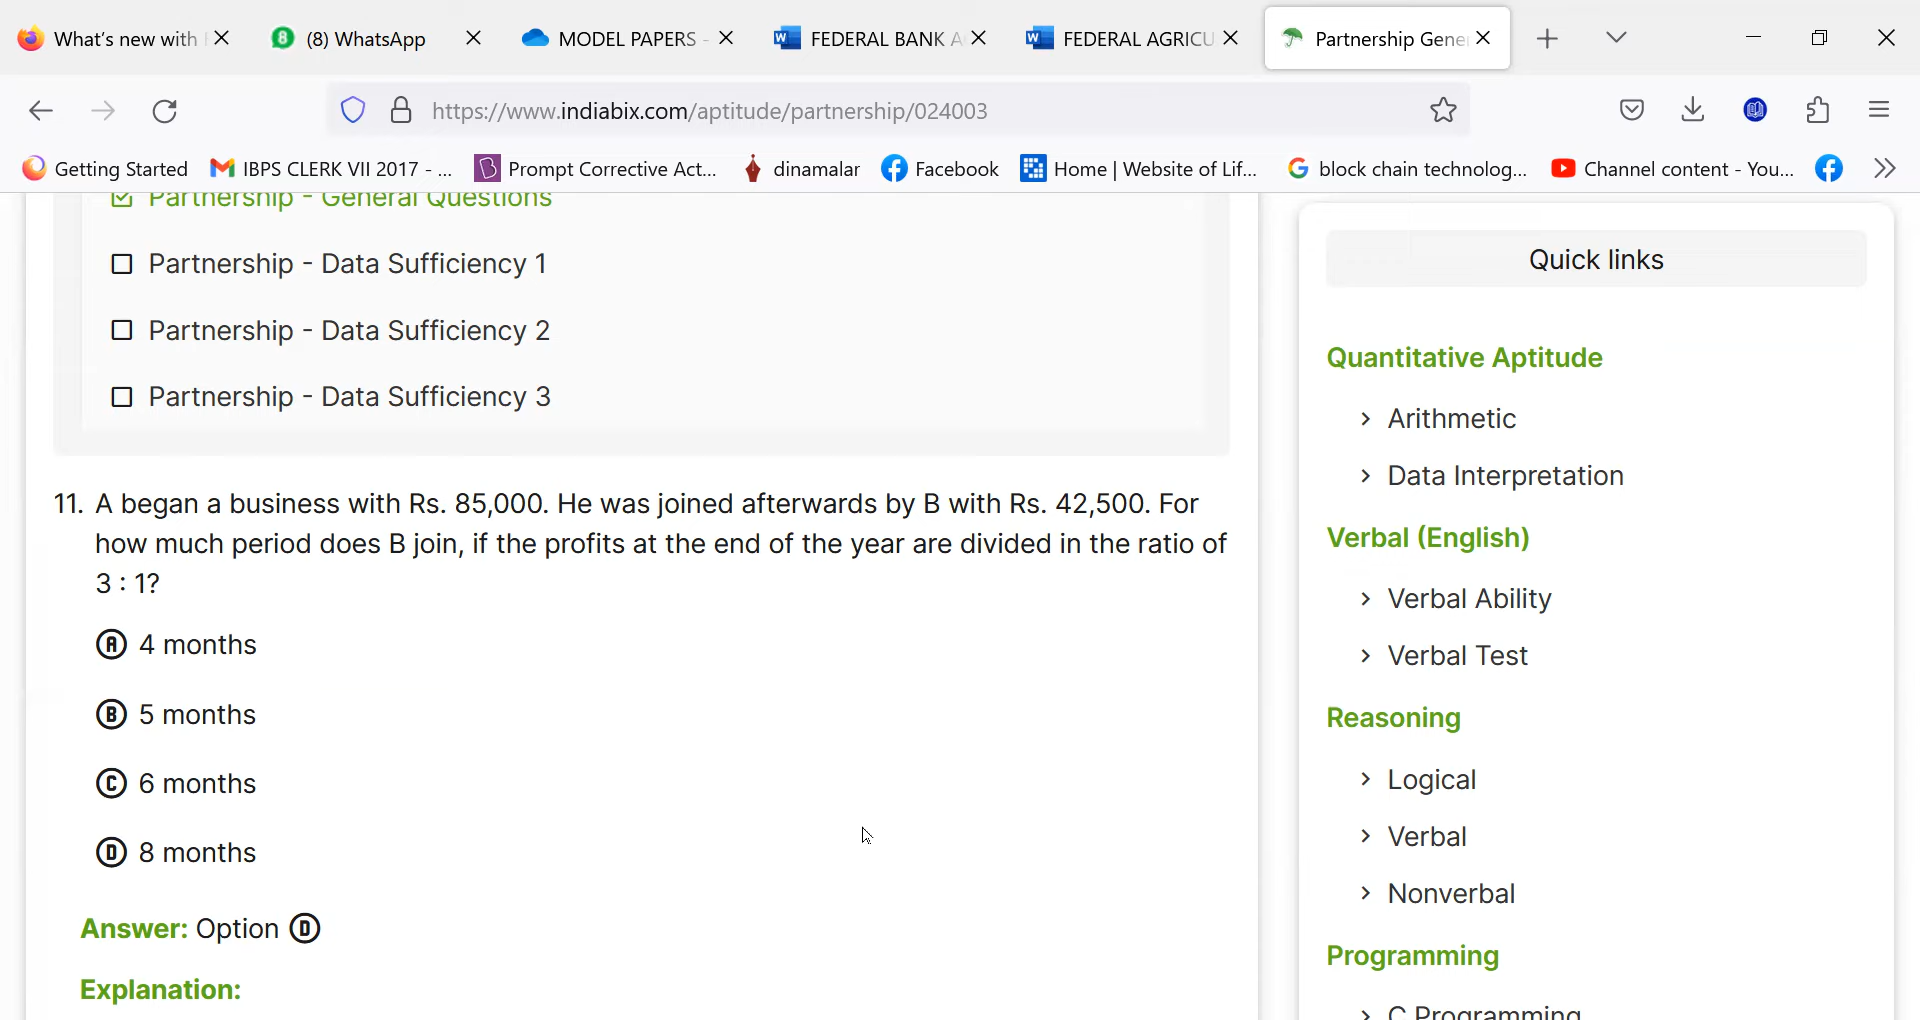 What's new with
8
(8) WhatsApp
MODEL PAPERS -
FEDERAL BANK A
FEDERAL AGRICU
Partnership Gene
https://www.indiabix.com/aptitude/partnership/024003
Getting Started
IBPS CLERK VII 2017 - ...
Prompt Corrective Act...
dinamalar
Facebook
Home | Website of Lif...
block chain technolog...
Channel content - You...
Partnership - General Questions
Partnership - Data Sufficiency 1
Partnership - Data Sufficiency 2
Partnership - Data Sufficiency 3
11. A began a business with Rs. 85,000. He was joined afterwards by B with Rs. 42,500. For
how much period does B join, if the profits at the end of the year are divided in the ratio of
3 : 1?
A 4 months
B 5 months
C 6 months
D 8 months
Answer: Option D
Explanation:
Quick links
Quantitative Aptitude
› Arithmetic
› Data Interpretation
Verbal (English)
› Verbal Ability
› Verbal Test
Reasoning
› Logical
› Verbal
› Nonverbal
Programming
› C Programming